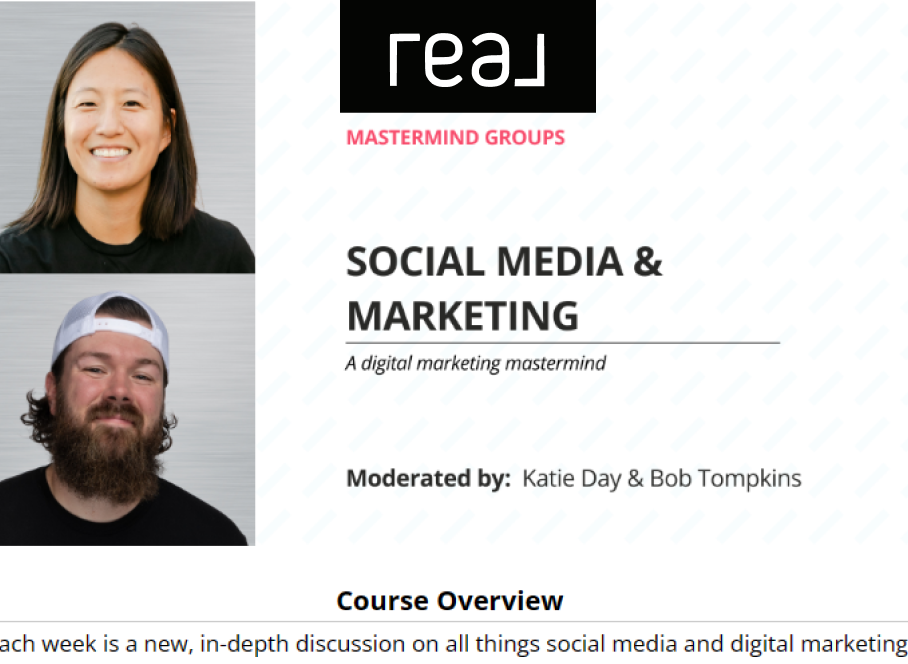 real
MASTERMIND GROUPS
SOCIAL MEDIA &
MARKETING
A digital marketing mastermind
Moderated by: Katie Day & Bob Tompkins
Course Overview
ach week is a new, in-depth discussion on all things social media and digital marketing